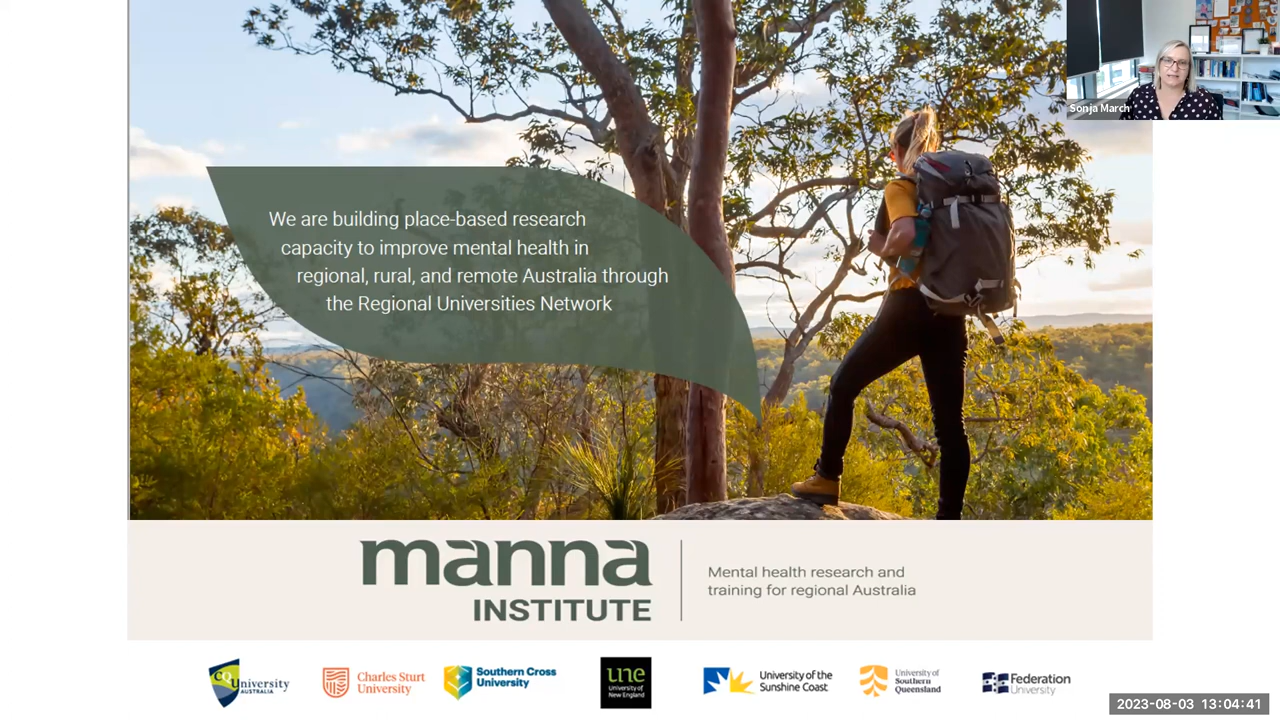 Sonja March
We are building place-based research
capacity to improve mental health in
regional, rural, and remote Australia through
the Regional Universities Network
manna
INSTITUTE
Mental health research and
training for regional Australia
CQUniversity
AUSTRALIA
Charles Sturt
University
Southern Cross
University
une
University of
New England
University of the
Sunshine Coast
University of
Southern
Queensland
Federation
University
2023-08-03 13:04:41